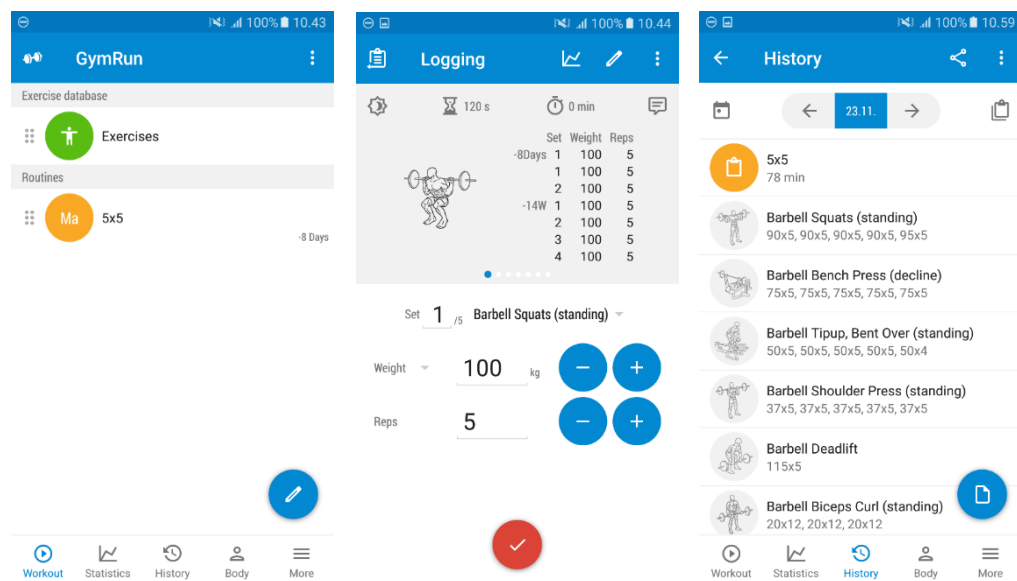 100% 10.43
GymRun
Exercise database
Exercises
Routines
Ma 5x5
-8 Days
Workout Statistics History Body More
100% 10.44
Logging
120 s 0 min
Set Weight Reps
-8Days 1 100 5
1 100 5
2 100 5
-14W 1 100 5
2 100 5
3 100 5
4 100 5
Set 1 /5 Barbell Squats (standing)
Weight 100 kg
Reps 5
100% 10.59
History
23.11.
5x5
78 min
Barbell Squats (standing)
90x5, 90x5, 90x5, 90x5, 95x5
Barbell Bench Press (decline)
75x5, 75x5, 75x5, 75x5, 75x5
Barbell Tipup, Bent Over (standing)
50x5, 50x5, 50x5, 50x5, 50x4
Barbell Shoulder Press (standing)
37x5, 37x5, 37x5, 37x5, 37x5
Barbell Deadlift
115x5
Barbell Biceps Curl (standing)
20x12, 20x12, 20x12
Workout Statistics History Body More